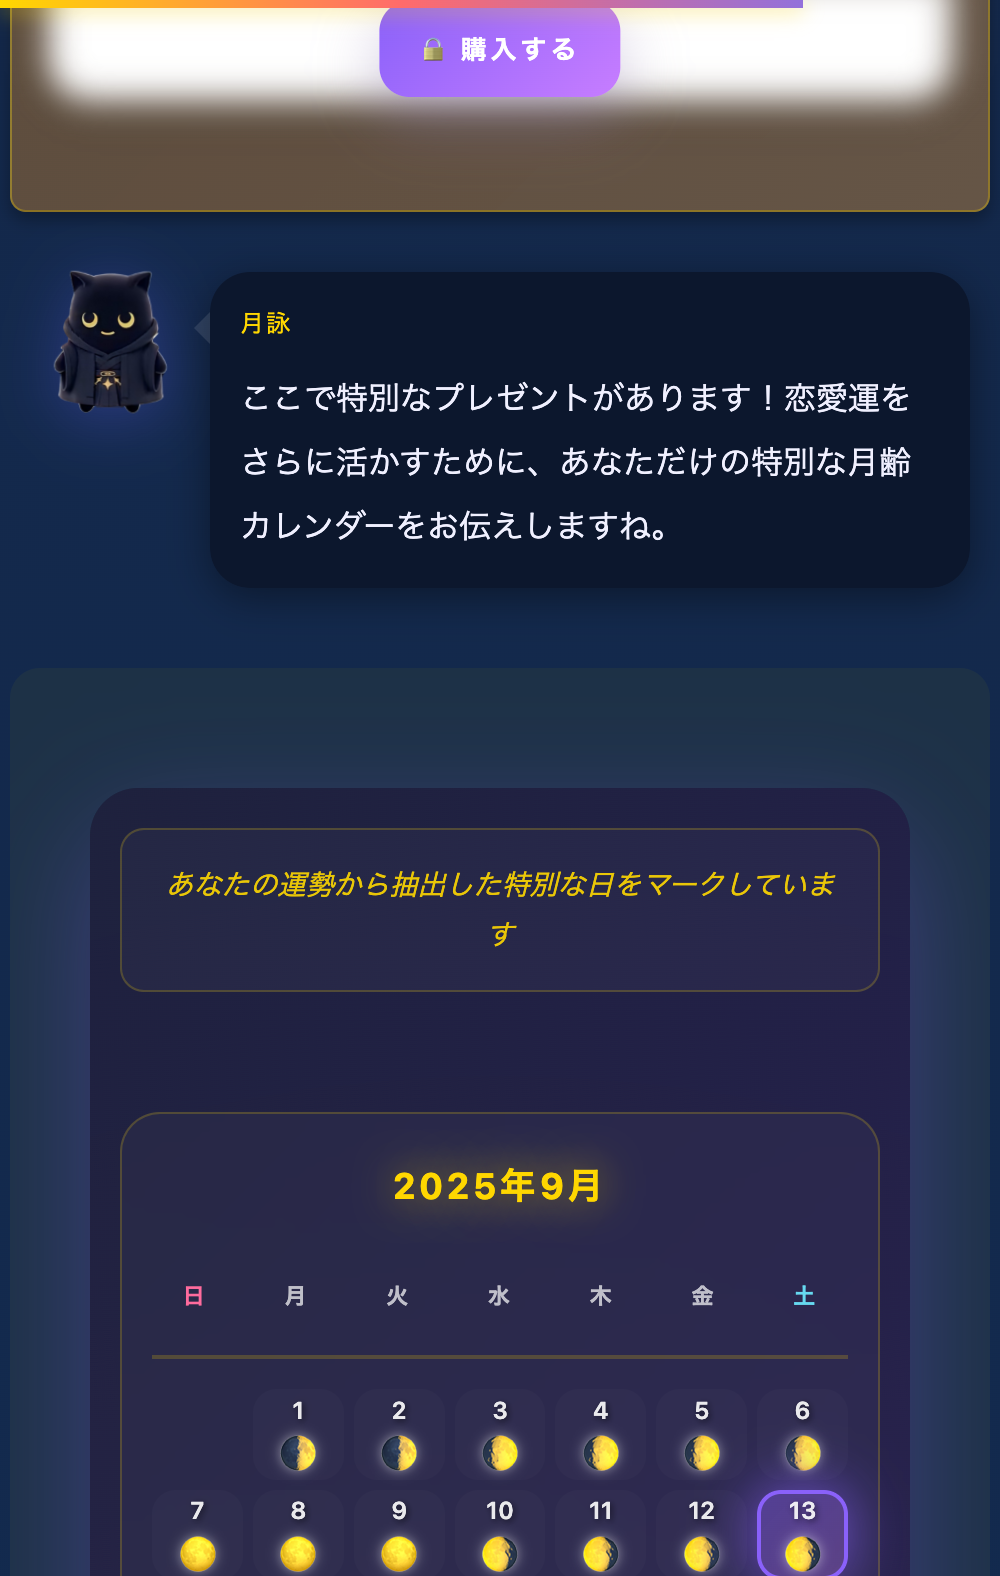 購入する
月詠
ここで特別なプレゼントがあります！恋愛運を
さらに活かすために、あなただけの特別な月齢
カレンダーをお伝えしますね。
あなたの運勢から抽出した特別な日をマークしていま
す
2025年9月
日 月 火 水 木 金 土
1 2 3 4 5 6
7 8 9 10 11 12 13